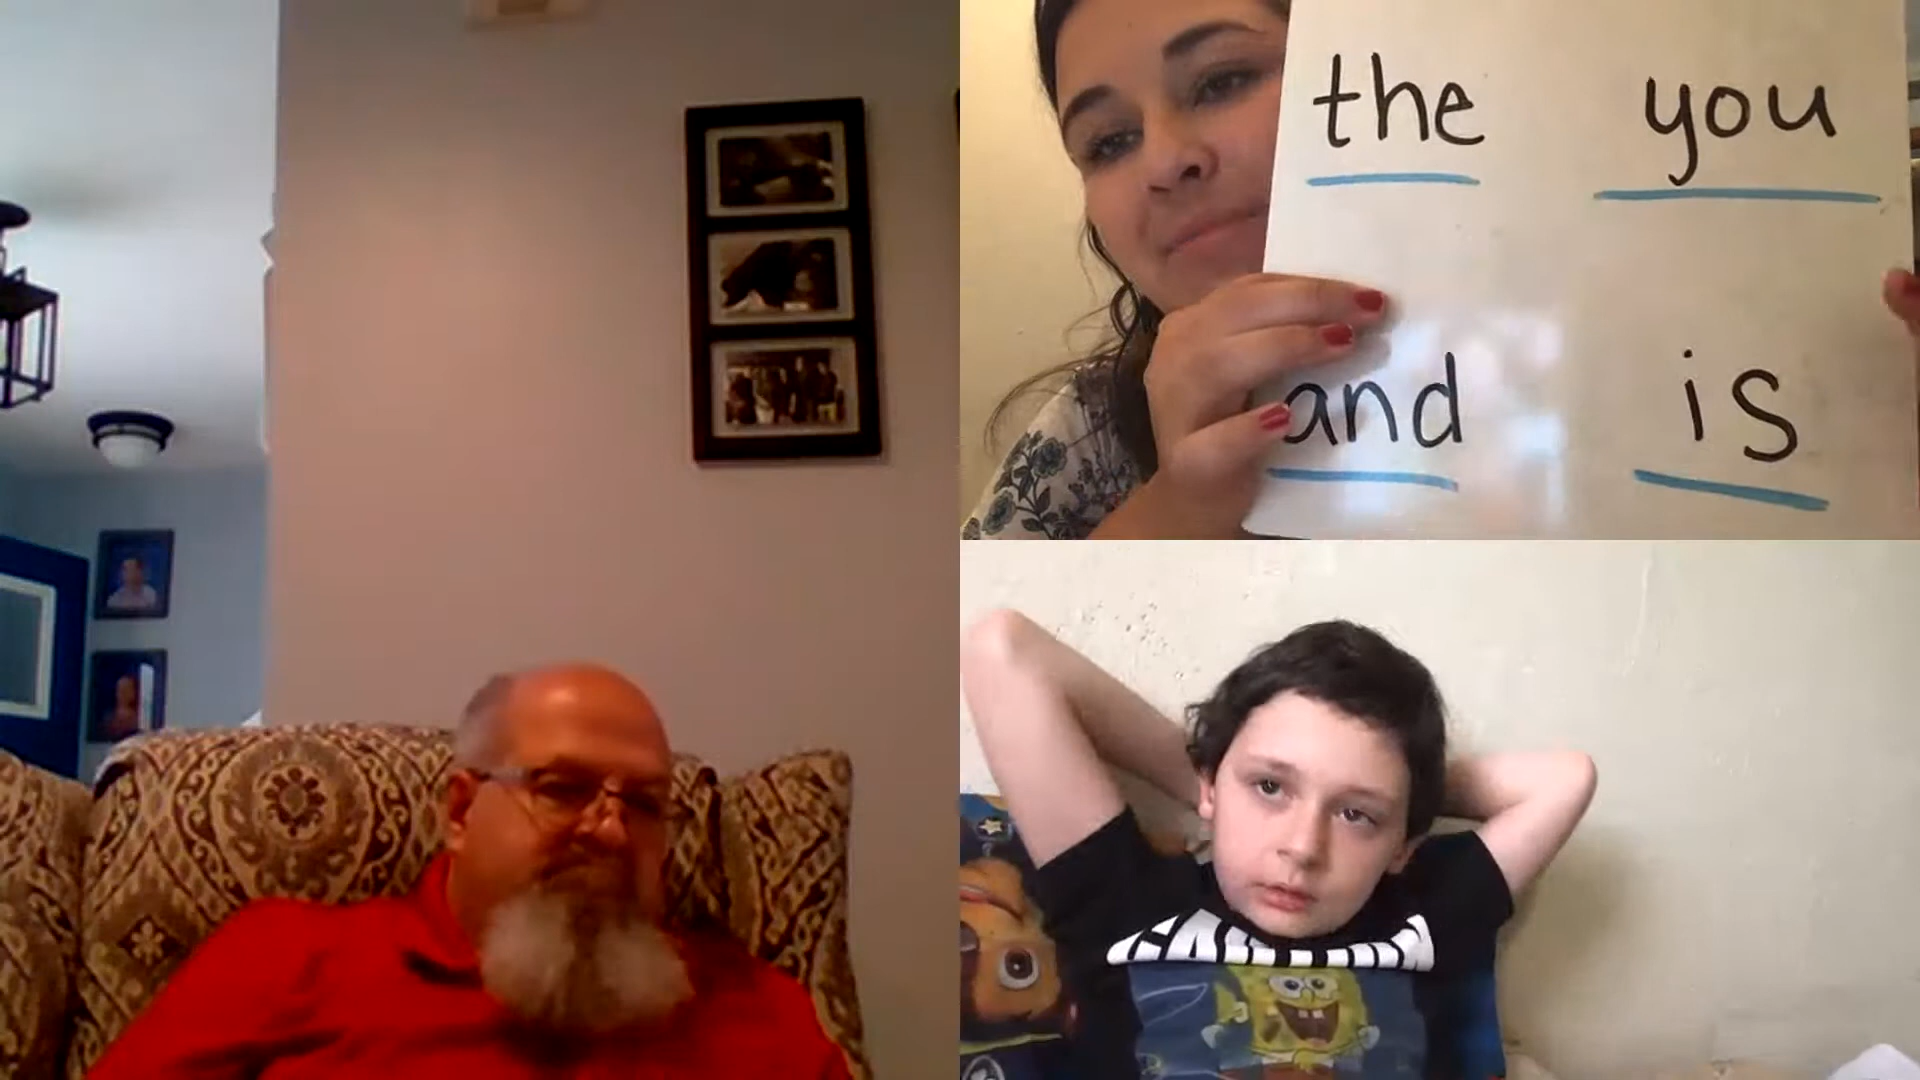 the you
and is